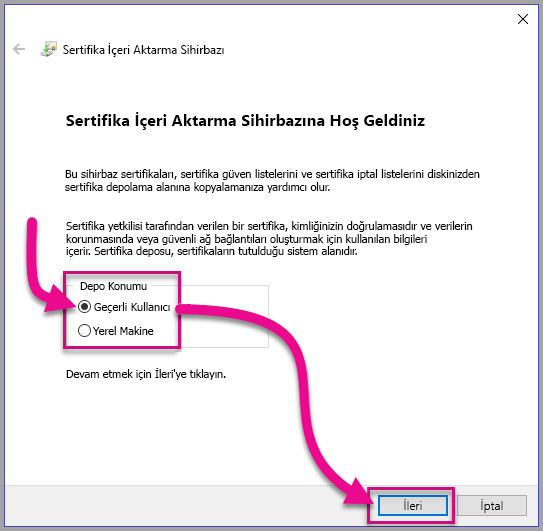 Sertifika İçeri Aktarma Sihirbazı
Sertifika İçeri Aktarma Sihirbazına Hoş Geldiniz
Bu sihirbaz sertifikaları, sertifika güven listelerini ve sertifika iptal listelerini diskinizden
sertifika depolama alanına kopyalamanıza yardımcı olur.
Sertifika yetkilisi tarafından verilen bir sertifika, kimliğinizin doğrulamasıdır ve verilerin
korunmasında veya güvenli ağ bağlantıları oluşturmak için kullanılan bilgileri
içerir. Sertifika deposu, sertifikaların tutulduğu sistem alanıdır.
Depo Konumu
Geçerli Kullanıcı
Yerel Makine
Devam etmek için İleri'ye tıklayın.
İleri
İptal